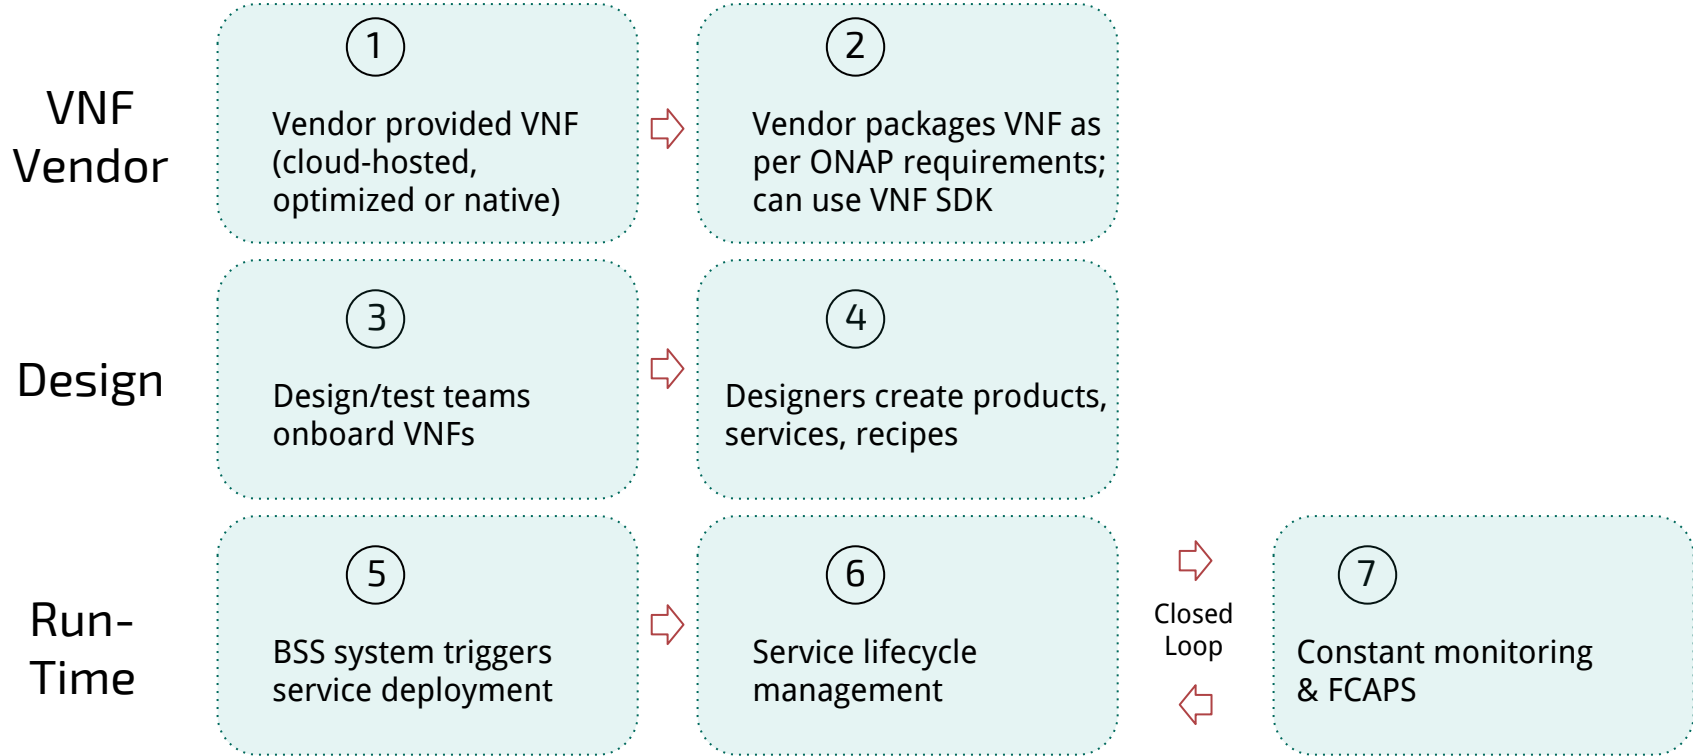 VNF
Vendor
1
Vendor provided VNF
(cloud-hosted,
optimized or native)
2
Vendor packages VNF as
per ONAP requirements;
can use VNF SDK
Design
3
Design/test teams
onboard VNFs
4
Designers create products,
services, recipes
Run-
Time
5
BSS system triggers
service deployment
6
Service lifecycle
management
Closed
Loop
7
Constant monitoring
& FCAPS